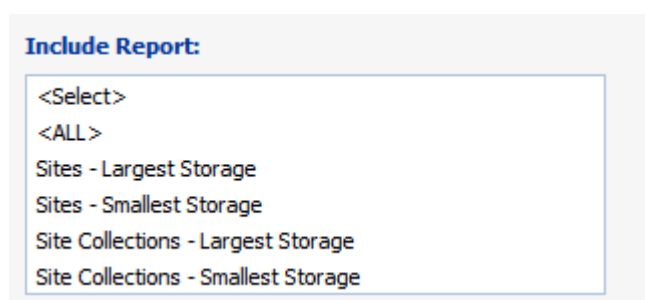 Include Report:
<Select>
<ALL>
Sites - Largest Storage
Sites - Smallest Storage
Site Collections - Largest Storage
Site Collections - Smallest Storage